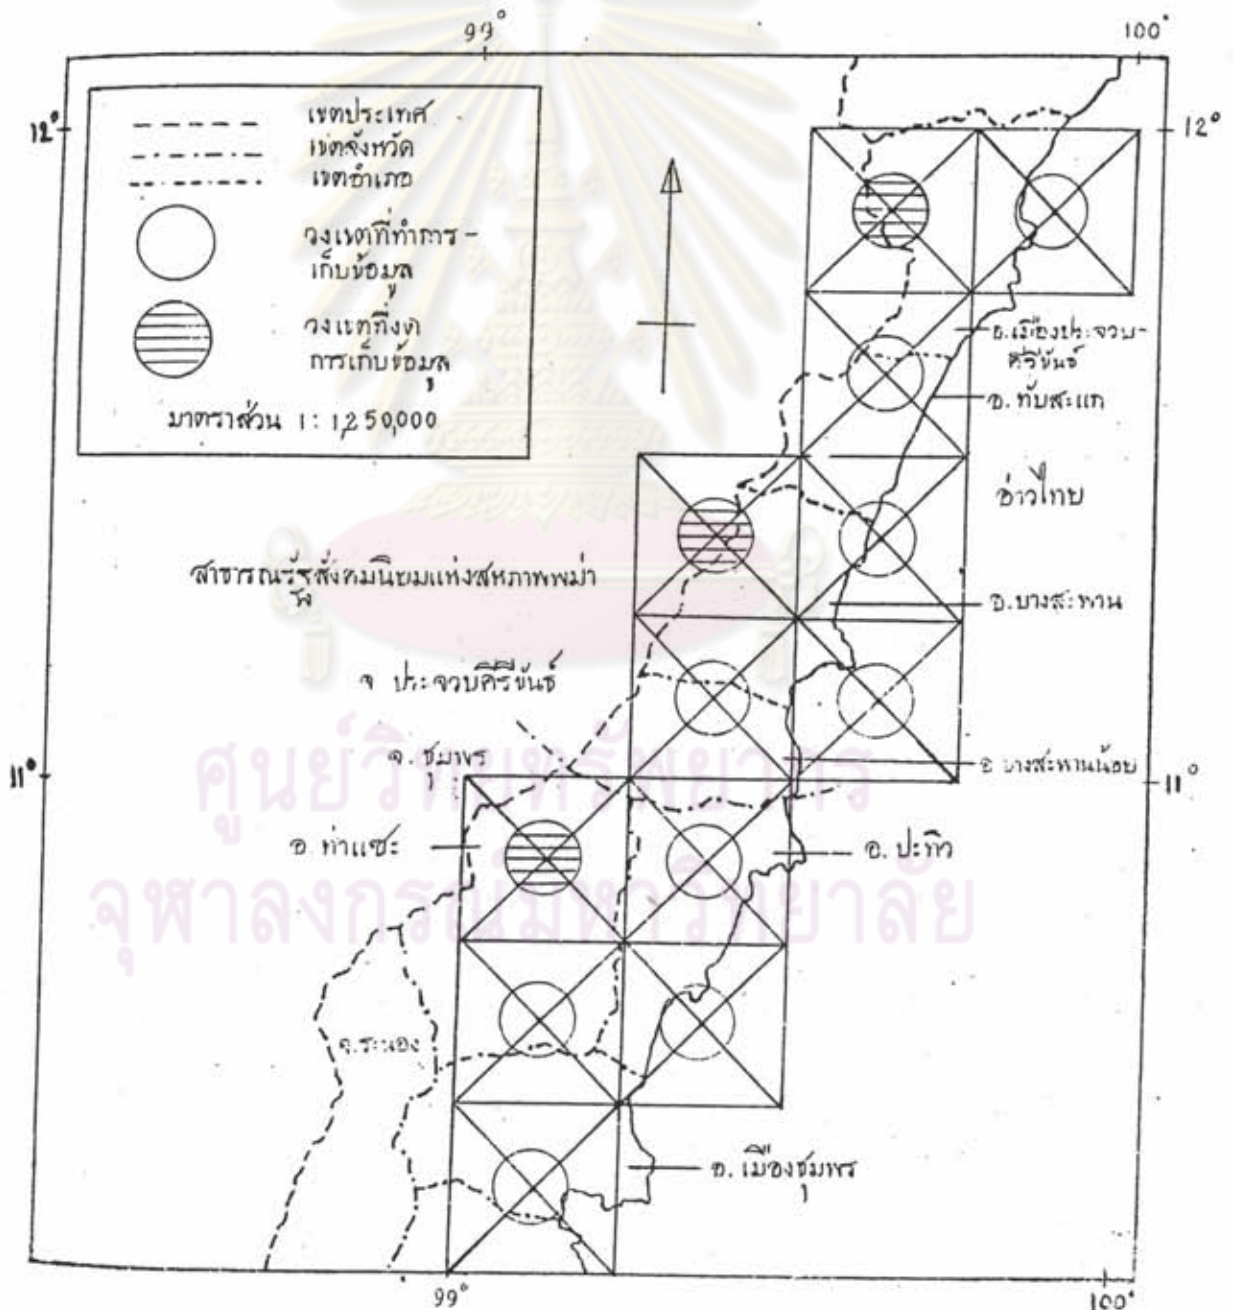 99°
100°
12°
12°
เขตประเทศ
เขตจังหวัด
เขตอำเภอ
วงเขตที่ทำการ-
เก็บข้อมูล
วงเขตที่งด
การเก็บข้อมูล
มาตราส่วน 1: 1,250,000
อ.เมืองประจวบ-
คิรีขันธ์
อ. ทับสะแก
อ่าวไทย
สาธารณรัฐสังคมนิยมแห่งสหภาพพม่า
อ.บางสะพาน
จ ประจวบคีรีขันธ์
จ. ชุมพร
อ บางสะพานน้อย
11°
11°
อ. ท่าแซะ
อ. ปะทิว
จ.ระนอง
อ. เมืองชุมพร
99°
100°
ศูนย์วิทยทรัพยากร
จุฬาลงกรณ์มหาวิทยาลัย